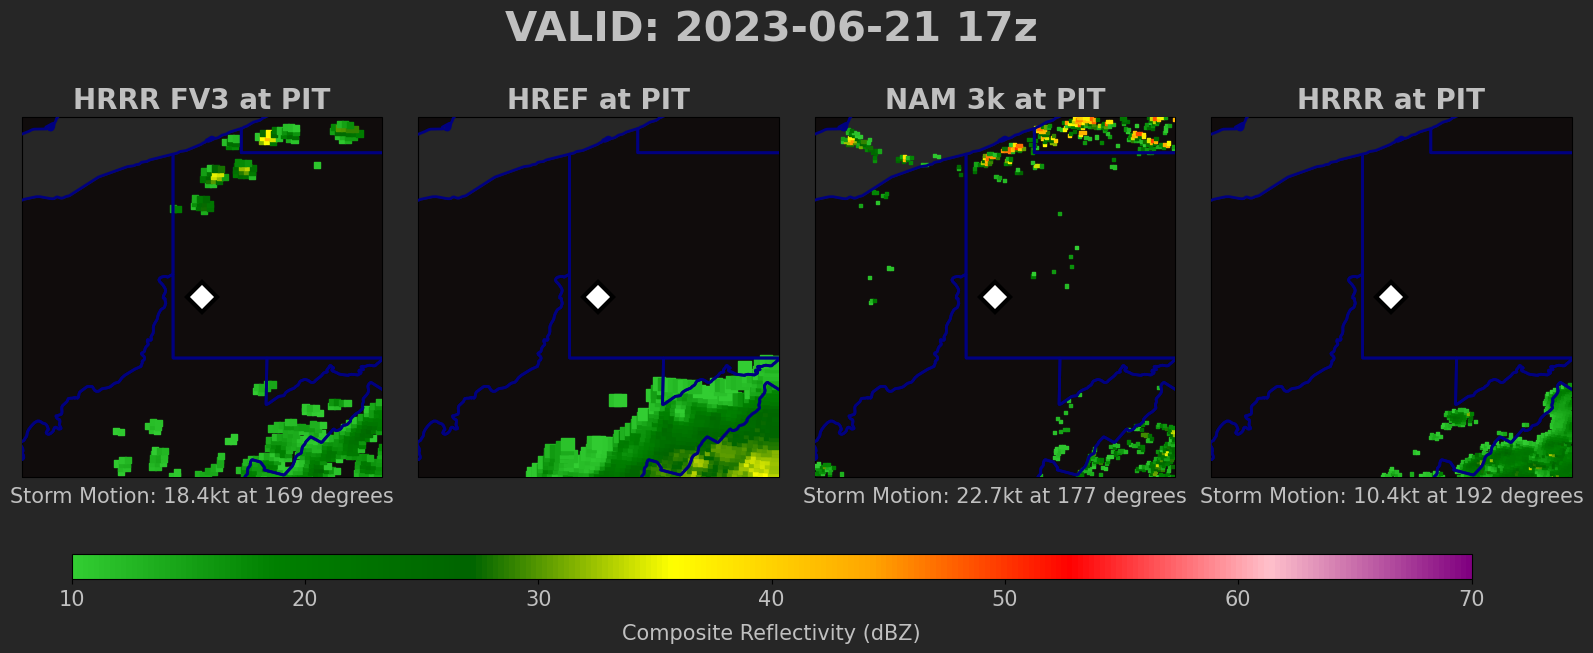 VALID: 2023-06-21 17z
HRRR FV3 at PIT
HREF at PIT
NAM 3k at PIT
HRRR at PIT
Storm Motion: 18.4kt at 169 degrees
Storm Motion: 22.7kt at 177 degrees
Storm Motion: 10.4kt at 192 degrees
10 20 30 40 50 60 70
Composite Reflectivity (dBZ)